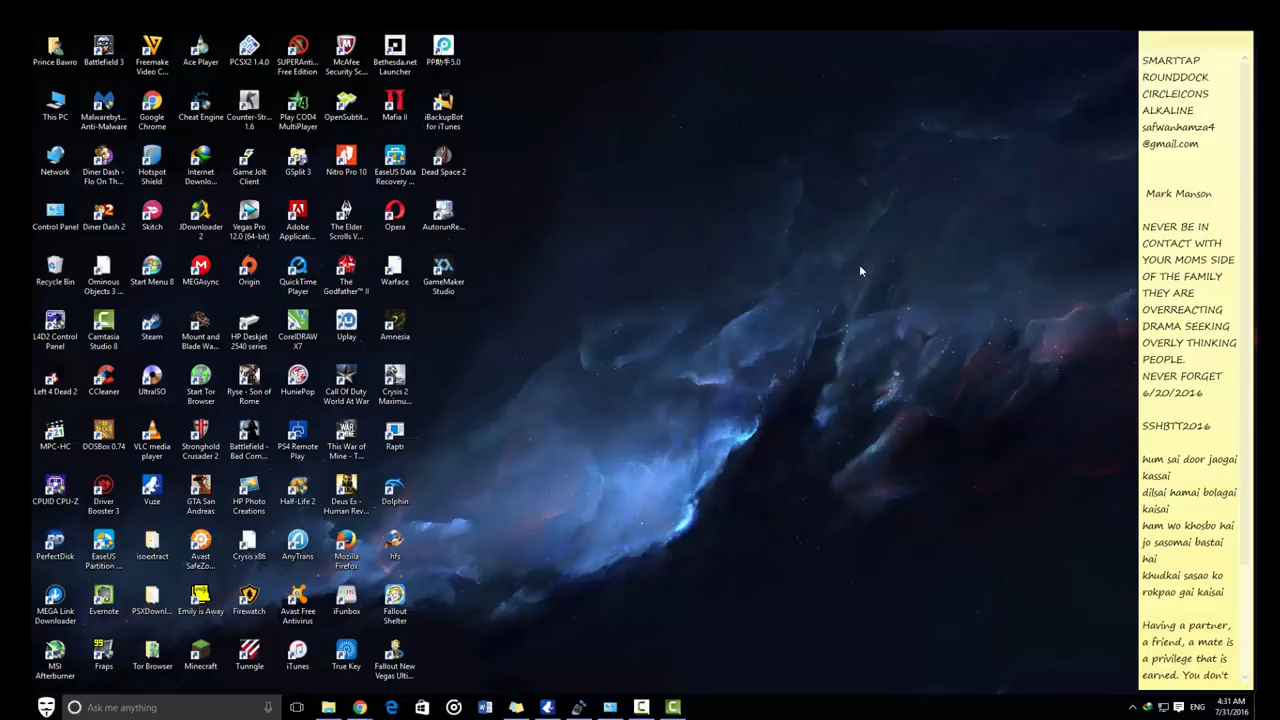 Prince Bawro
Battlefield 3
Freemake
Video C...
Ace Player
PCSX2 1.4.0
SUPERAnti...
Free Edition
McAfee
Security Sc...
Bethesda.net
Launcher
PP助手5.0
This PC
Malwarebyt...
Anti-Malware
Google
Chrome
Cheat Engine
Counter-Str...
1.6
Play COD4
MultiPlayer
OpenSubtit...
Mafia II
iBackupBot
for iTunes
Network
Diner Dash -
Flo On Th...
Hotspot
Shield
Internet
Downlo...
Game Jolt
Client
GSplit 3
Nitro Pro 10
EaseUS Data
Recovery ...
Dead Space 2
Control Panel
Diner Dash 2
Skitch
JDownloader
2
Vegas Pro
12.0 (64-bit)
Adobe
Applicati...
The Elder
Scrolls V...
Opera
AutorunRe...
Recycle Bin
Ominous
Objects 3 ...
Start Menu 8
MEGAsync
Origin
QuickTime
Player
The
Godfather™ II
Warface
GameMaker
Studio
L4D2 Control
Panel
Camtasia
Studio 8
Steam
Mount and
Blade Wa...
HP Deskjet
2540 series
CorelDRAW
X7
Uplay
Amnesia
Left 4 Dead 2
CCleaner
UltraISO
Start Tor
Browser
Ryse - Son of
Rome
HuniePop
Call Of Duty
World At War
Crysis 2
Maximu...
MPC-HC
DOSBox 0.74
VLC media
player
Stronghold
Crusader 2
Battlefield -
Bad Com...
PS4 Remote
Play
This War of
Mine - T...
Raptr
CPUID CPU-Z
Driver
Booster 3
Vuze
GTA San
Andreas
HP Photo
Creations
Half-Life 2
Deus Ex -
Human Rev...
Dolphin
PerfectDisk
EaseUS
Partition ...
isoextract
Avast
SafeZo...
Crysis x86
AnyTrans
Mozilla
Firefox
hfs
MEGA Link
Downloader
Evernote
PSXDownl...
Emily is Away
Firewatch
Avast Free
Antivirus
iFunbox
Fallout
Shelter
MSI
Afterburner
Fraps
Tor Browser
Minecraft
Tunngle
iTunes
True Key
Fallout New
Vegas Ulti...
SMARTTAP
ROUNDDOCK
CIRCLEICONS
ALKALINE
safwanhamza4
@gmail.com
Mark Manson
NEVER BE IN
CONTACT WITH
YOUR MOMS SIDE
OF THE FAMILY
THEY ARE
OVERREACTING
DRAMA SEEKING
OVERLY THINKING
PEOPLE.
NEVER FORGET
6/20/2016
SSHBTT2016
hum sai door jaogai
kassai
dilsai hamai bolagai
kaisai
ham wo khosbo hai
jo sasomai bastai
hai
khudkai sasao ko
rokpao gai kaisai
Having a partner,
a friend, a mate is
a privilege that is
earned. You don't
Ask me anything
ENG
4:31 AM
7/31/2016